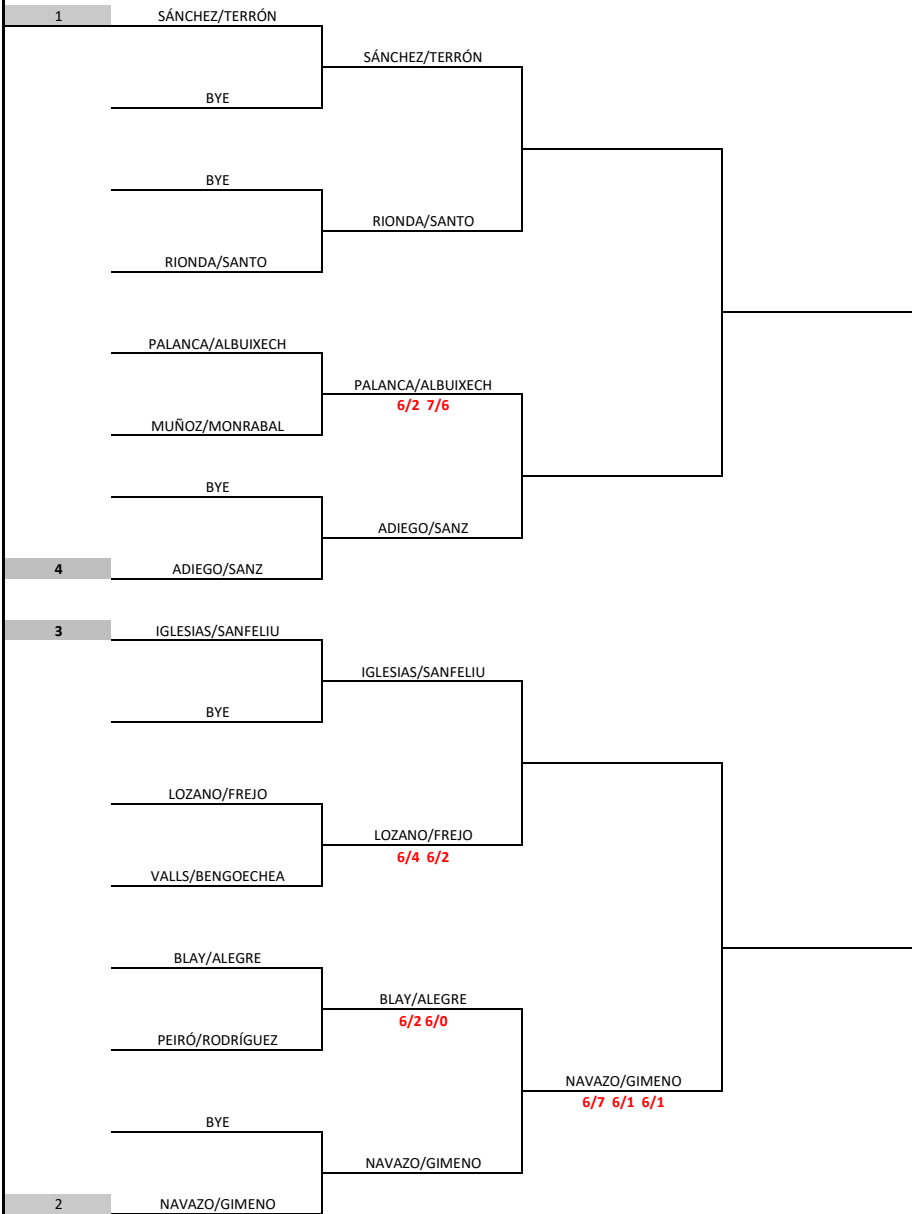 1 SÁNCHEZ/TERRÓN
SÁNCHEZ/TERRÓN
BYE
BYE
RIONDA/SANTO
RIONDA/SANTO
PALANCA/ALBUIXECH
PALANCA/ALBUIXECH
6/2 7/6
MUÑOZ/MONRABAL
BYE
ADIEGO/SANZ
4 ADIEGO/SANZ
3 IGLESIAS/SANFELIU
IGLESIAS/SANFELIU
BYE
LOZANO/FREJO
LOZANO/FREJO
6/4 6/2
VALLS/BENGOECHEA
BLAY/ALEGRE
BLAY/ALEGRE
6/2 6/0
PEIRÓ/RODRÍGUEZ
NAVAZO/GIMENO
6/7 6/1 6/1
BYE
NAVAZO/GIMENO
2 NAVAZO/GIMENO